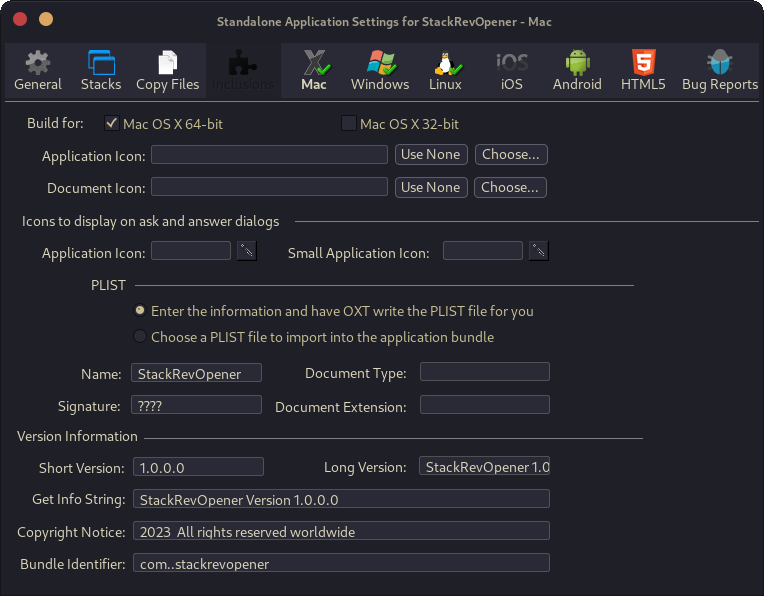 Standalone Application Settings for StackRevOpener - Mac
General Stacks Copy Files Inclusions Mac Windows Linux iOS iOS Android HTML5 Bug Reports
Build for: Mac OS X 64-bit Mac OS X 32-bit
Application Icon: Use None Choose...
Document Icon: Use None Choose...
Icons to display on ask and answer dialogs
Application Icon: Small Application Icon:
PLIST
Enter the information and have OXT write the PLIST file for you
Choose a PLIST file to import into the application bundle
Name: StackRevOpener Document Type:
Signature: ???? Document Extension:
Version Information
Short Version: 1.0.0.0 Long Version: StackRevOpener 1.0
Get Info String: StackRevOpener Version 1.0.0.0
Copyright Notice: 2023 All rights reserved worldwide
Bundle Identifier: com..stackrevopener